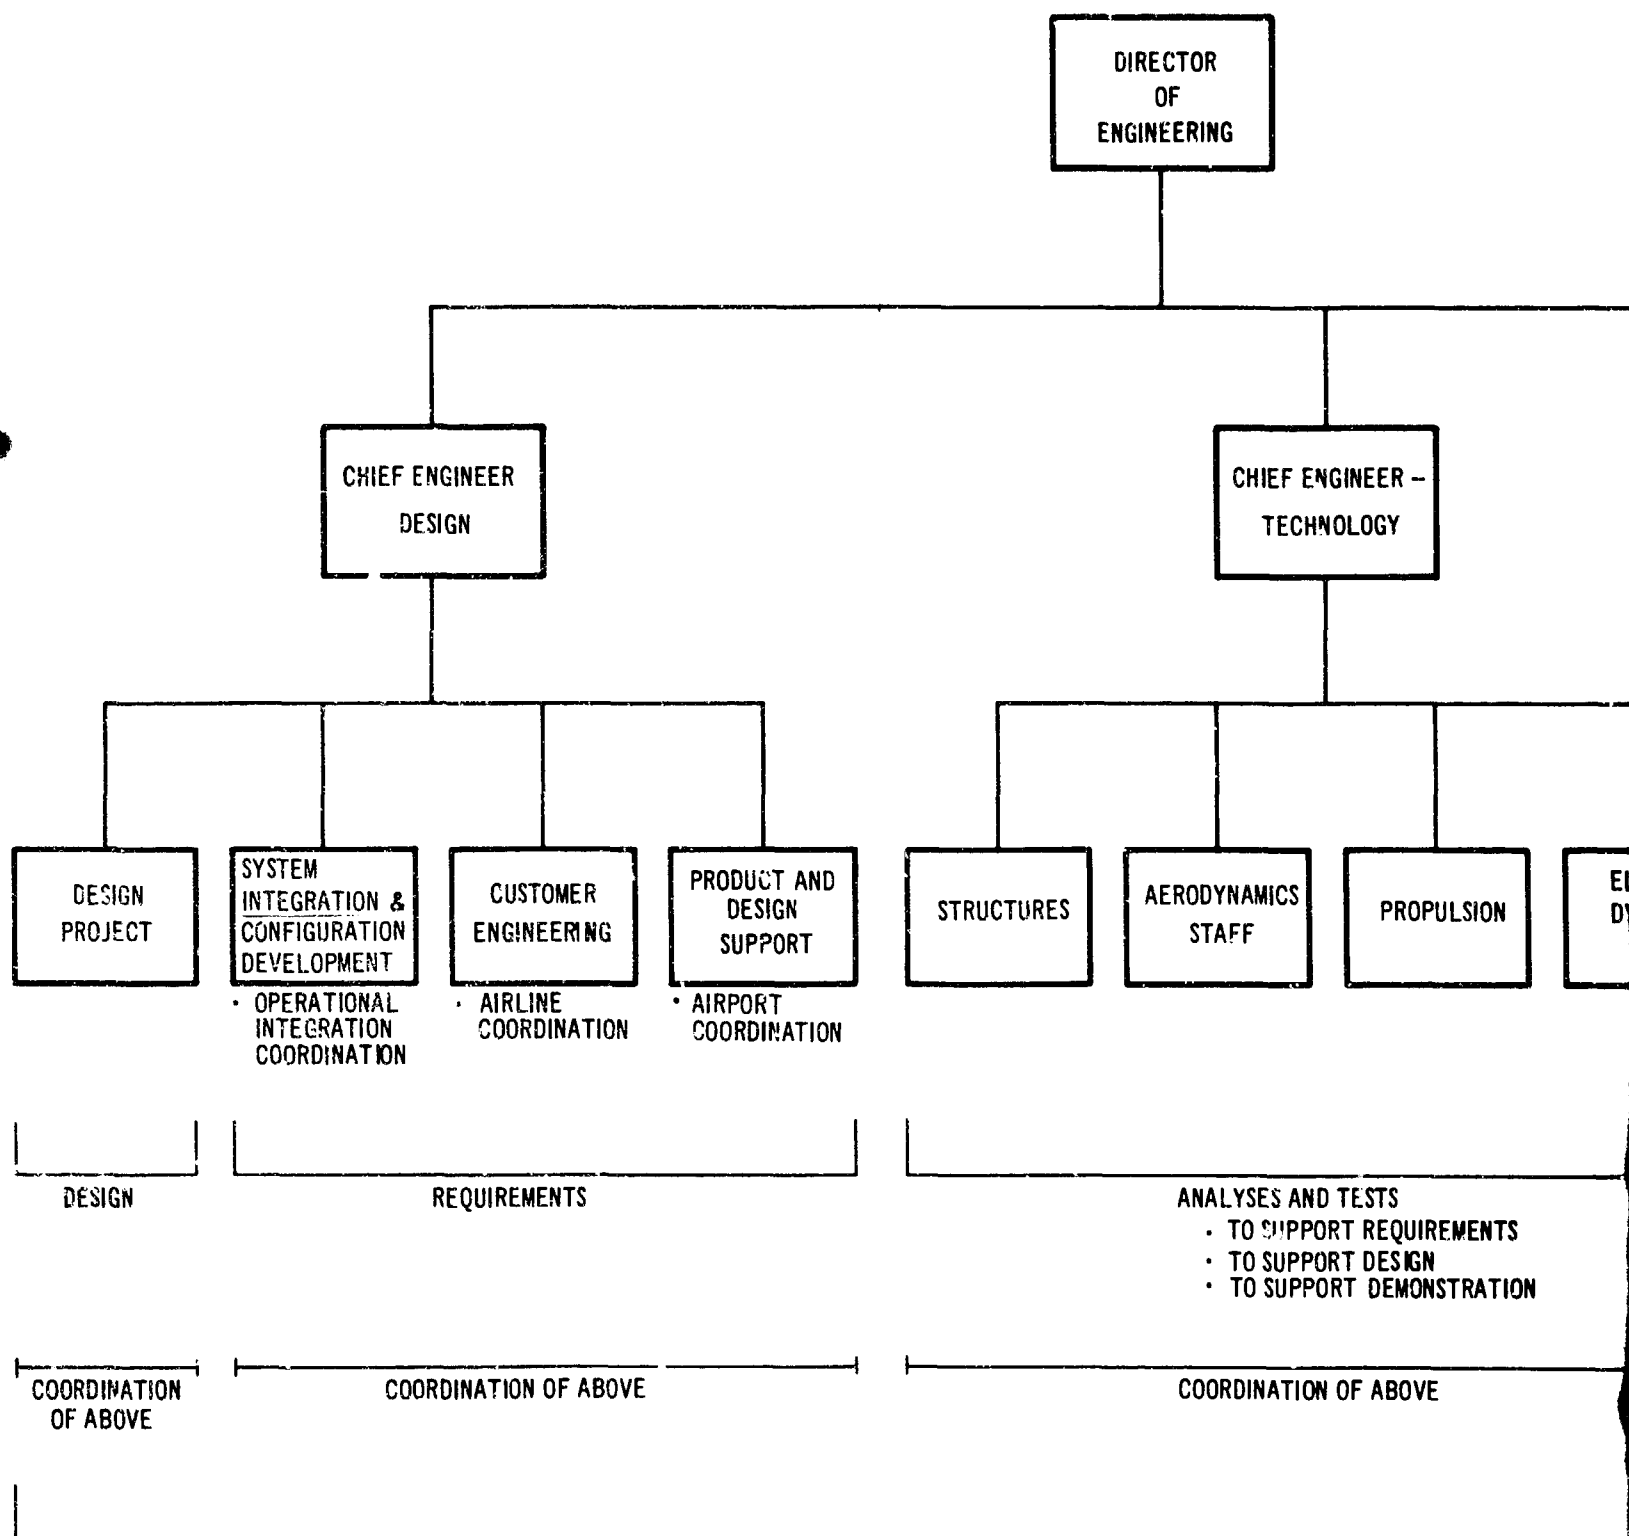 DIRECTOR
OF
ENGINEERING
CHIEF ENGINEER
DESIGN
CHIEF ENGINEER –
TECHNOLOGY
DESIGN
PROJECT
SYSTEM
INTEGRATION &
CONFIGURATION
DEVELOPMENT
• OPERATIONAL
INTEGRATION
COORDINATION
CUSTOMER
ENGINEERING
• AIRLINE
COORDINATION
PRODUCT AND
DESIGN
SUPPORT
• AIRPORT
COORDINATION
STRUCTURES
AERODYNAMICS
STAFF
PROPULSION
DESIGN
REQUIREMENTS
ANALYSES AND TESTS
• TO SUPPORT REQUIREMENTS
• TO SUPPORT DESIGN
• TO SUPPORT DEMONSTRATION
COORDINATION
OF ABOVE
COORDINATION OF ABOVE
COORDINATION OF ABOVE